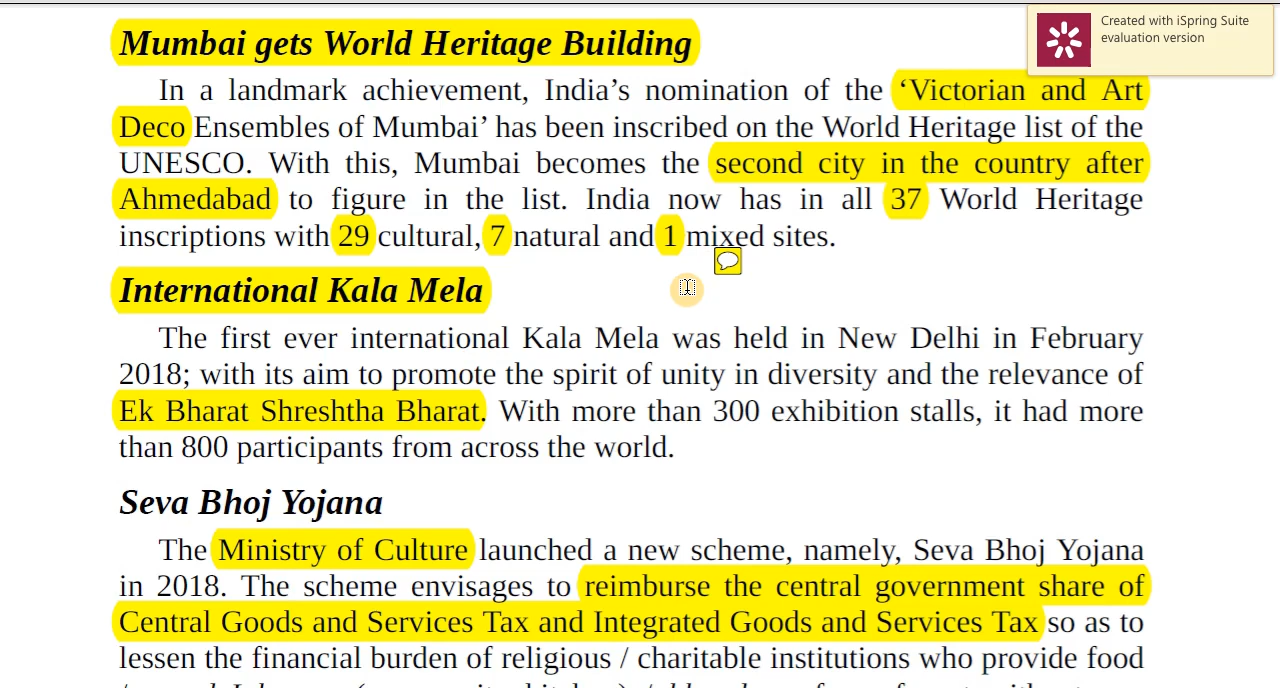 Mumbai gets World Heritage Building
Created with iSpring Suite
evaluation version
In a landmark achievement, India’s nomination of the ‘Victorian and Art
Deco Ensembles of Mumbai’ has been inscribed on the World Heritage list of the
UNESCO. With this, Mumbai becomes the second city in the country after
Ahmedabad to figure in the list. India now has in all 37 World Heritage
inscriptions with 29 cultural, 7 natural and 1 mixed sites.
International Kala Mela
The first ever international Kala Mela was held in New Delhi in February
2018; with its aim to promote the spirit of unity in diversity and the relevance of
Ek Bharat Shreshtha Bharat. With more than 300 exhibition stalls, it had more
than 800 participants from across the world.
Seva Bhoj Yojana
The Ministry of Culture launched a new scheme, namely, Seva Bhoj Yojana
in 2018. The scheme envisages to reimburse the central government share of
Central Goods and Services Tax and Integrated Goods and Services Tax so as to
lessen the financial burden of religious / charitable institutions who provide food